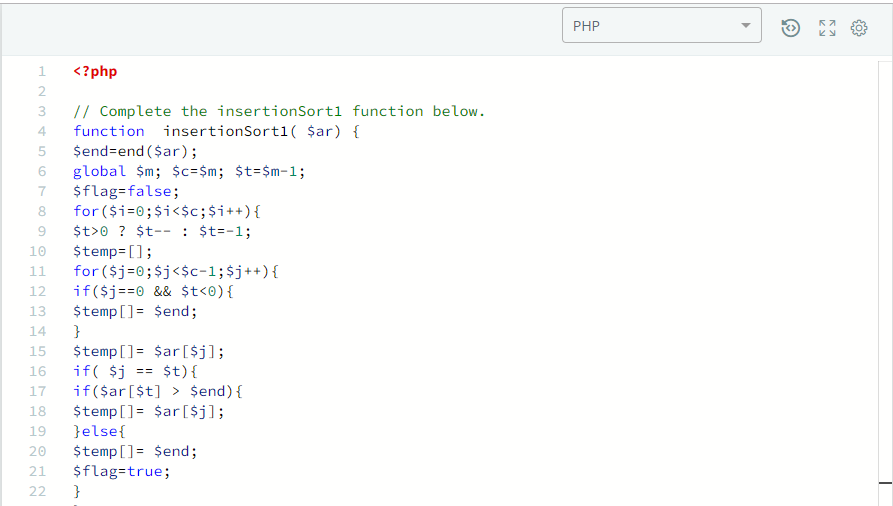 PHP
1 <?php
2
3 // Complete the insertionSort1 function below.
4 function  insertionSort1( $ar) {
5 $end=end($ar);
6 global $m; $c=$m; $t=$m-1;
7 $flag=false;
8 for($i=0;$i<$c;$i++){
9 $t>0 ? $t-- : $t=-1;
10 $temp=[];
11 for($j=0;$j<$c-1;$j++){
12 if($j==0 && $t<0){
13 $temp[]= $end;
14 }
15 $temp[]= $ar[$j];
16 if( $j == $t){
17 if($ar[$t] > $end){
18 $temp[]= $ar[$j];
19 }else{
20 $temp[]= $end;
21 $flag=true;
22 }